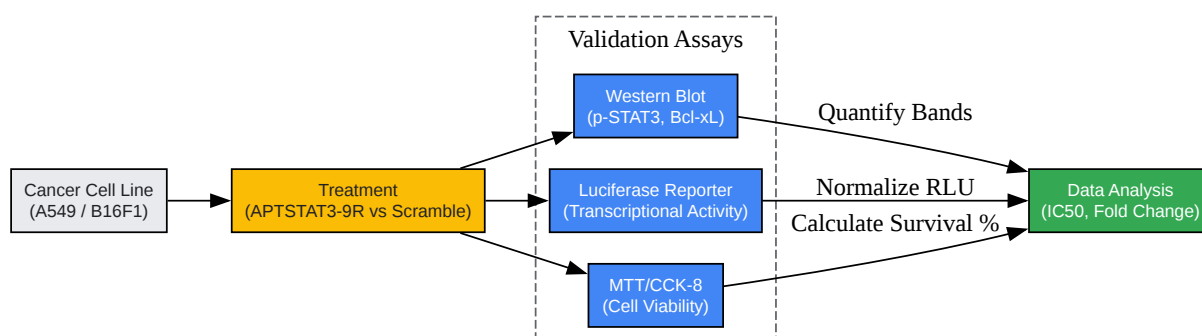 Validation Assays
Western Blot
(p-STAT3, Bcl-xL)
Quantify Bands
Cancer Cell Line
(A549 / B16F1)
Treatment
(APTSTAT3-9R vs Scramble)
Luciferase Reporter
(Transcriptional Activity)
Normalize RLU
Data Analysis
(IC50, Fold Change)
Calculate Survival %
MTT/CCK-8
(Cell Viability)